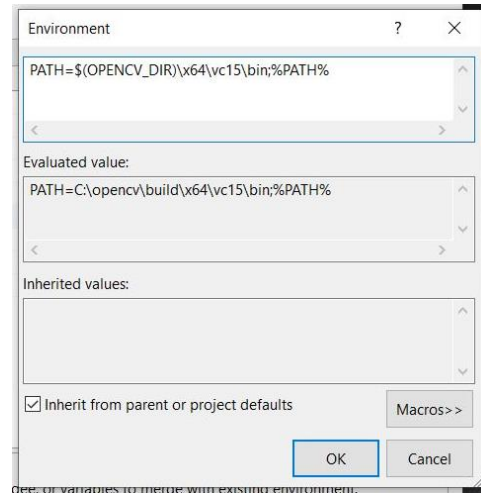 Environment
?
PATH=$(OPENCV_DIR)\x64\vc15\bin;%PATH%
Evaluated value:
PATH=C:\opencv\build\x64\vc15\bin;%PATH%
Inherited values:
Inherit from parent or project defaults
Macros>>
OK
Cancel
or variables to merge with existing environment.